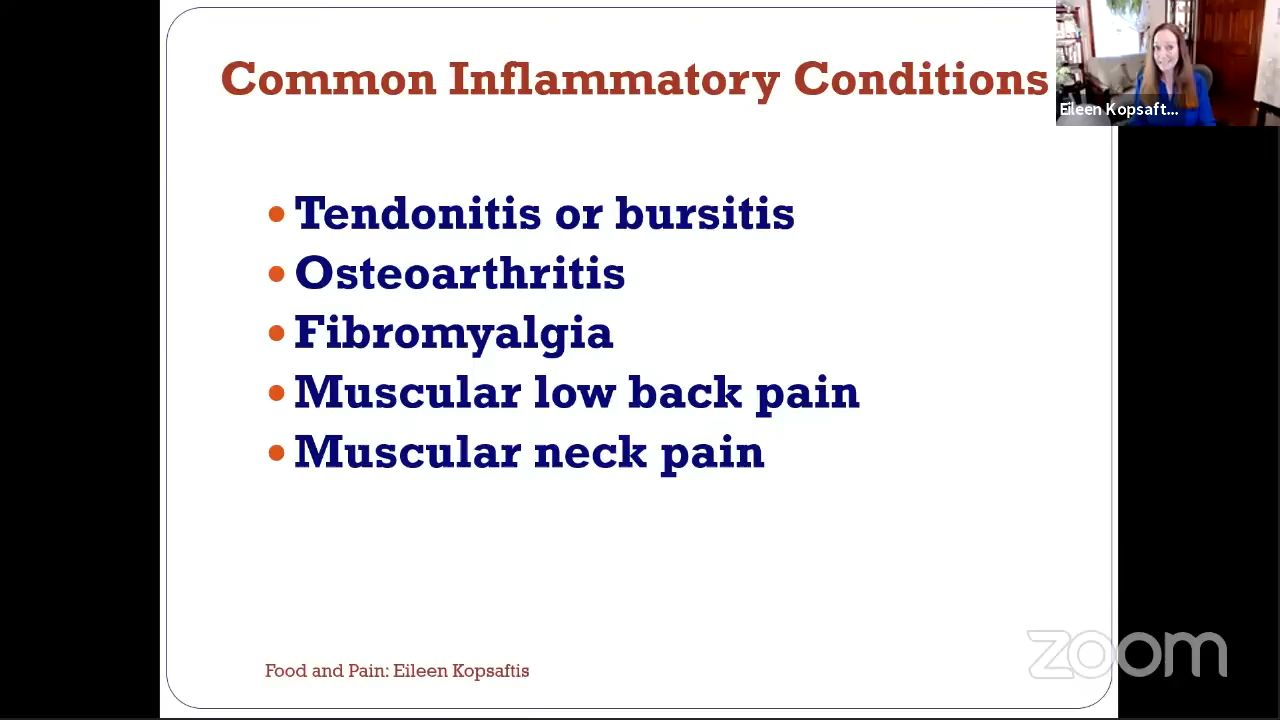 Common Inflammatory Conditions
Eileen Kopsaft...
• Tendonitis or bursitis
• Osteoarthritis
• Fibromyalgia
• Muscular low back pain
• Muscular neck pain
Food and Pain: Eileen Kopsaftis
zoom